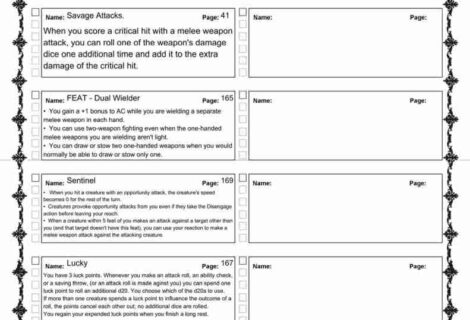 Name: Savage Attacks. Page: 41
When you score a critical hit with a melee weapon
attack, you can roll one of the weapon's damage
dice one additional time and add it to the extra
damage of the critical hit.
Name: Page:
Name: FEAT - Dual Wielder Page: 165
• You gain a +1 bonus to AC while you are wielding a separate
melee weapon in each hand.
• You can use two-weapon fighting even when the one-handed
melee weapons you are wielding aren't light.
• You can draw or stow two one-handed weapons when you would
normally be able to draw or stow only one.
Name: Page:
Name: Sentinel Page: 169
• When you hit a creature with an opportunity attack, the creature's speed
becomes 0 for the rest of the turn.
• Creatures provoke opportunity attacks from you even if they take the Disengage
action before leaving your reach.
• When a creature within 5 feet of you makes an attack against a target other than
you (and that target doesn't have this feat), you can use your reaction to make a
melee weapon attack against the attacking creature.
Name: Page:
Name: Lucky Page: 167
You have 3 luck points. Whenever you make an attack roll, an ability check,
or a saving throw, (or an attack roll is made aginst you) you can spend one
luck point to roll an additional d20. You choose which of the d20s to use.
If more than one creature spends a luck point to influence the outcome of a
roll, the points cancel each other out; no additional dice are rolled.
You regain your expended luck points when you finish a long rest.
Name: Page: